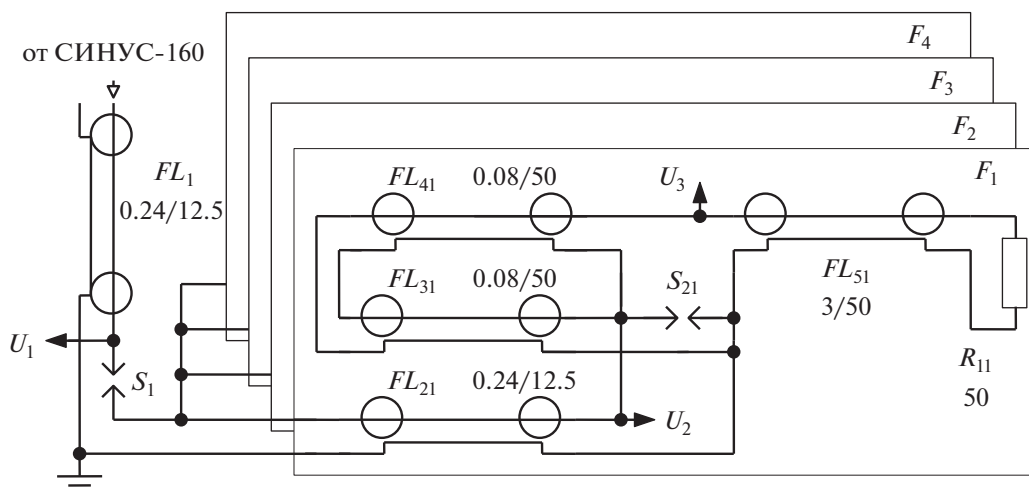 от СИНУС-160
F₄
F₃
F₂
F₁
FL₁
0.24/12.5
FL₄₁ 0.08/50
U₃
FL₃₁ 0.08/50
S₂₁
FL₅₁
3/50
U₁
S₁
R₁₁
50
FL₂₁ 0.24/12.5
U₂